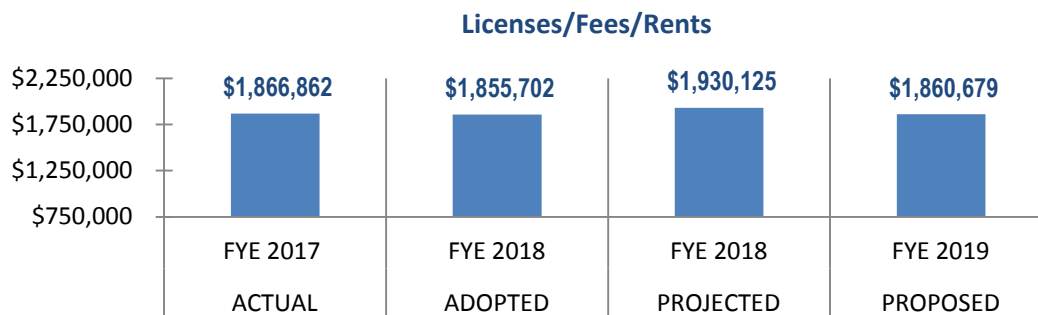 Licenses/Fees/Rents
$2,250,000
$1,750,000
$1,250,000
$750,000
$1,866,862 $1,855,702 $1,930,125 $1,860,679
FYE 2017 FYE 2018 FYE 2018 FYE 2019
ACTUAL ADOPTED PROJECTED PROPOSED